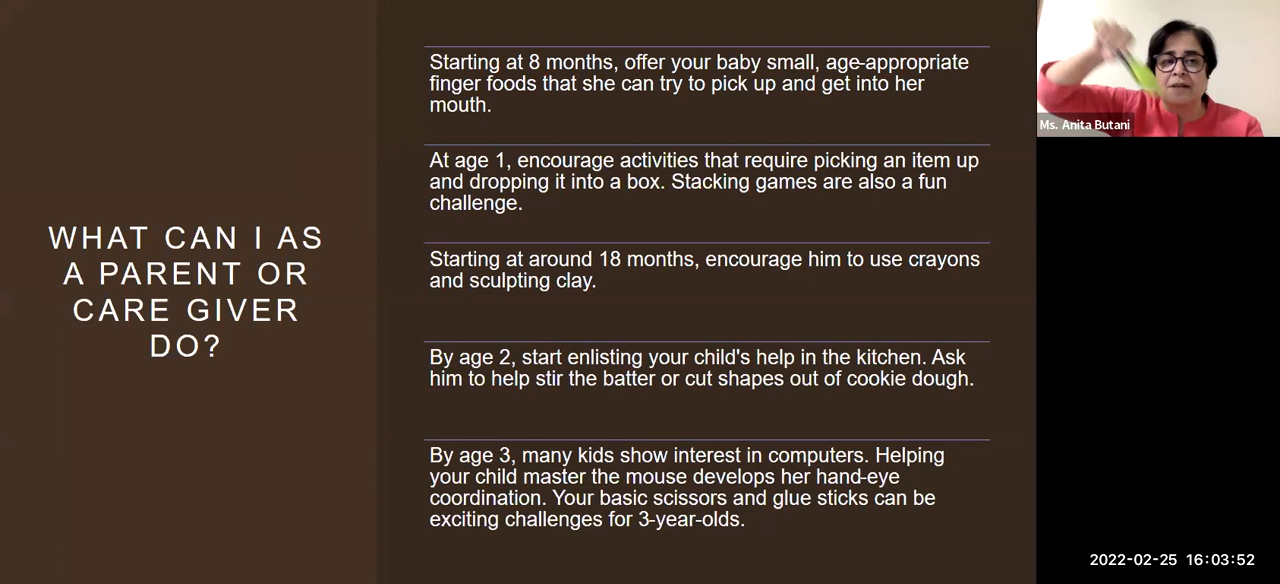 WHAT CAN I AS
A PARENT OR
CARE GIVER
DO?
Starting at 8 months, offer your baby small, age-appropriate
finger foods that she can try to pick up and get into her
mouth.
At age 1, encourage activities that require picking an item up
and dropping it into a box. Stacking games are also a fun
challenge.
Starting at around 18 months, encourage him to use crayons
and sculpting clay.
By age 2, start enlisting your child's help in the kitchen. Ask
him to help stir the batter or cut shapes out of cookie dough.
By age 3, many kids show interest in computers. Helping
your child master the mouse develops her hand-eye
coordination. Your basic scissors and glue sticks can be
exciting challenges for 3-year-olds.
Ms. Anita Butani
2022-02-25 16:03:52